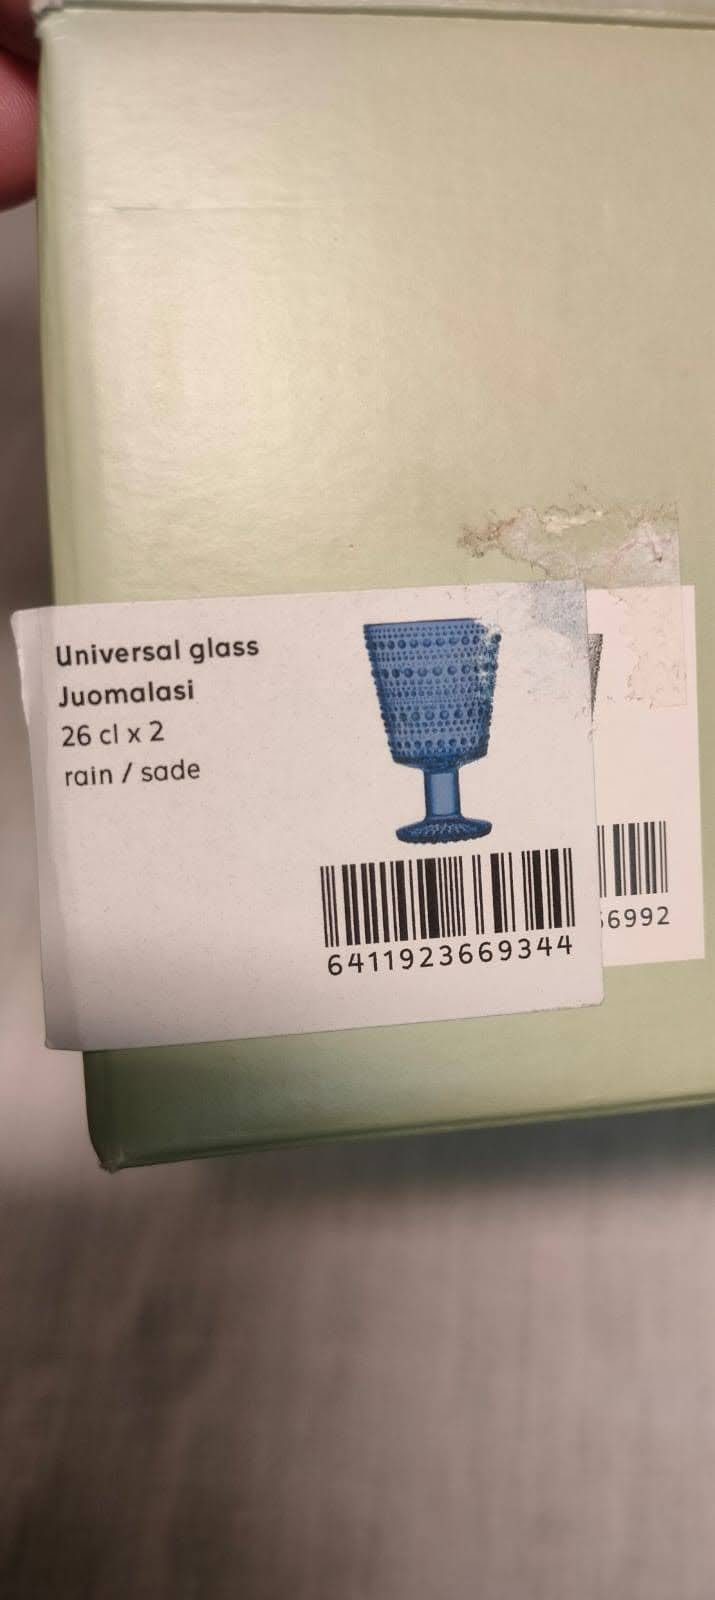 Universal glass
Juomalasi
26 cl x 2
rain / sade
6411923669344
6992